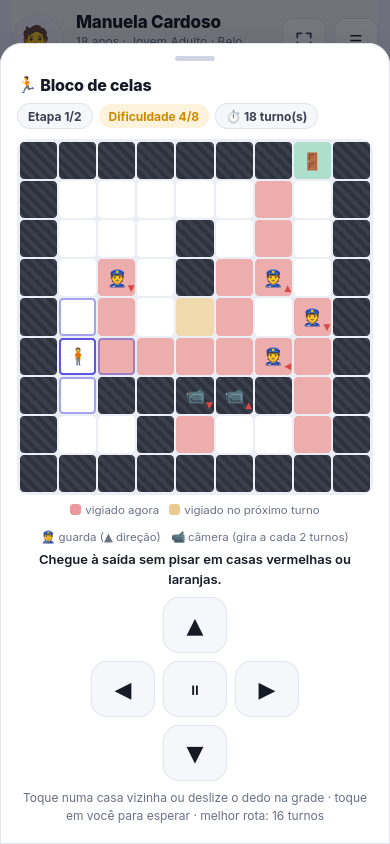 Manuela Cardoso
18 anos · Jovem Adulto · Belo
🏃 Bloco de celas
Etapa 1/2
Dificuldade 4/8
⏱️ 18 turno(s)
vigiado agora
vigiado no próximo turno
guarda (▲ direção)
câmera (gira a cada 2 turnos)
Chegue à saída sem pisar em casas vermelhas ou
laranjas.
Toque numa casa vizinha ou deslize o dedo na grade · toque
em você para esperar · melhor rota: 16 turnos